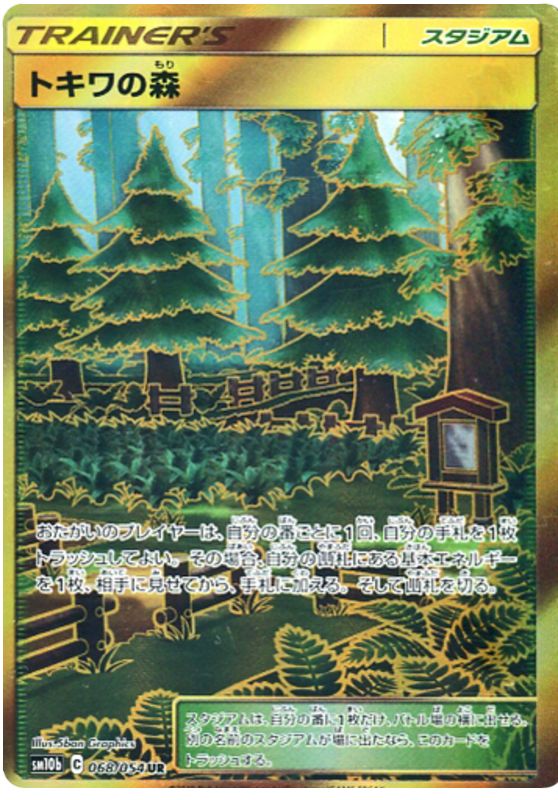 TRAINER'S
スタジアム
トキワの森
もり
おたがいのプレイヤーは、自分の番ごとに1回、自分の手札を1枚
トラッシュしてよい。その場合、自分の山札にある基本エネルギー
を1枚、相手に見せてから、手札に加える。そして山札を切る。
スタジアムは、自分の番に1枚だけ、バトル場の横に出せる。
別の名前のスタジアムが場に出たなら、このカードを
トラッシュする。
Illus.5ban Graphics
sm10b C 068/054 UR